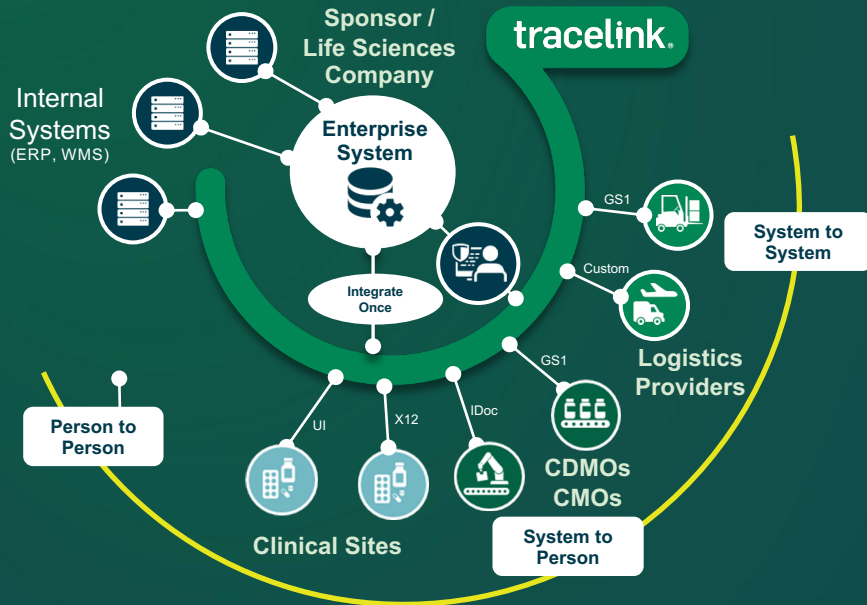 Sponsor /
Life Sciences
Company
tracelink.
Internal
Systems
(ERP, WMS)
Enterprise
System
GS1
System to
System
Custom
Integrate
Once
Logistics
Providers
GS1
Person to
Person
UI
X12
IDoc
CDMOs
CMOs
Clinical Sites
System to
Person